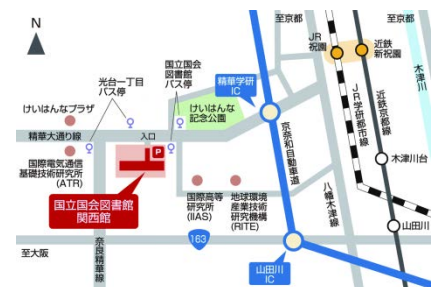 N
至京都
至京都
JR
祝園
近鉄
新祝園
木津川
国立国会
図書館
バス停
光台一丁目
バス停
精華学研
IC
けいはんな
記念公園
けいはんなプラザ
精華大通り線
入口
P
国際電気通信
基礎技術研究所
(ATR)
国立国会図書館
関西館
国際高等
研究所
(IIAS)
地球環境
産業技術
研究機構
(RITE)
京奈和自動車道
八幡木津線
JR学研都市線
近鉄京都線
木津川台
山田川
163
至大阪
奈良精華線
山田川
IC